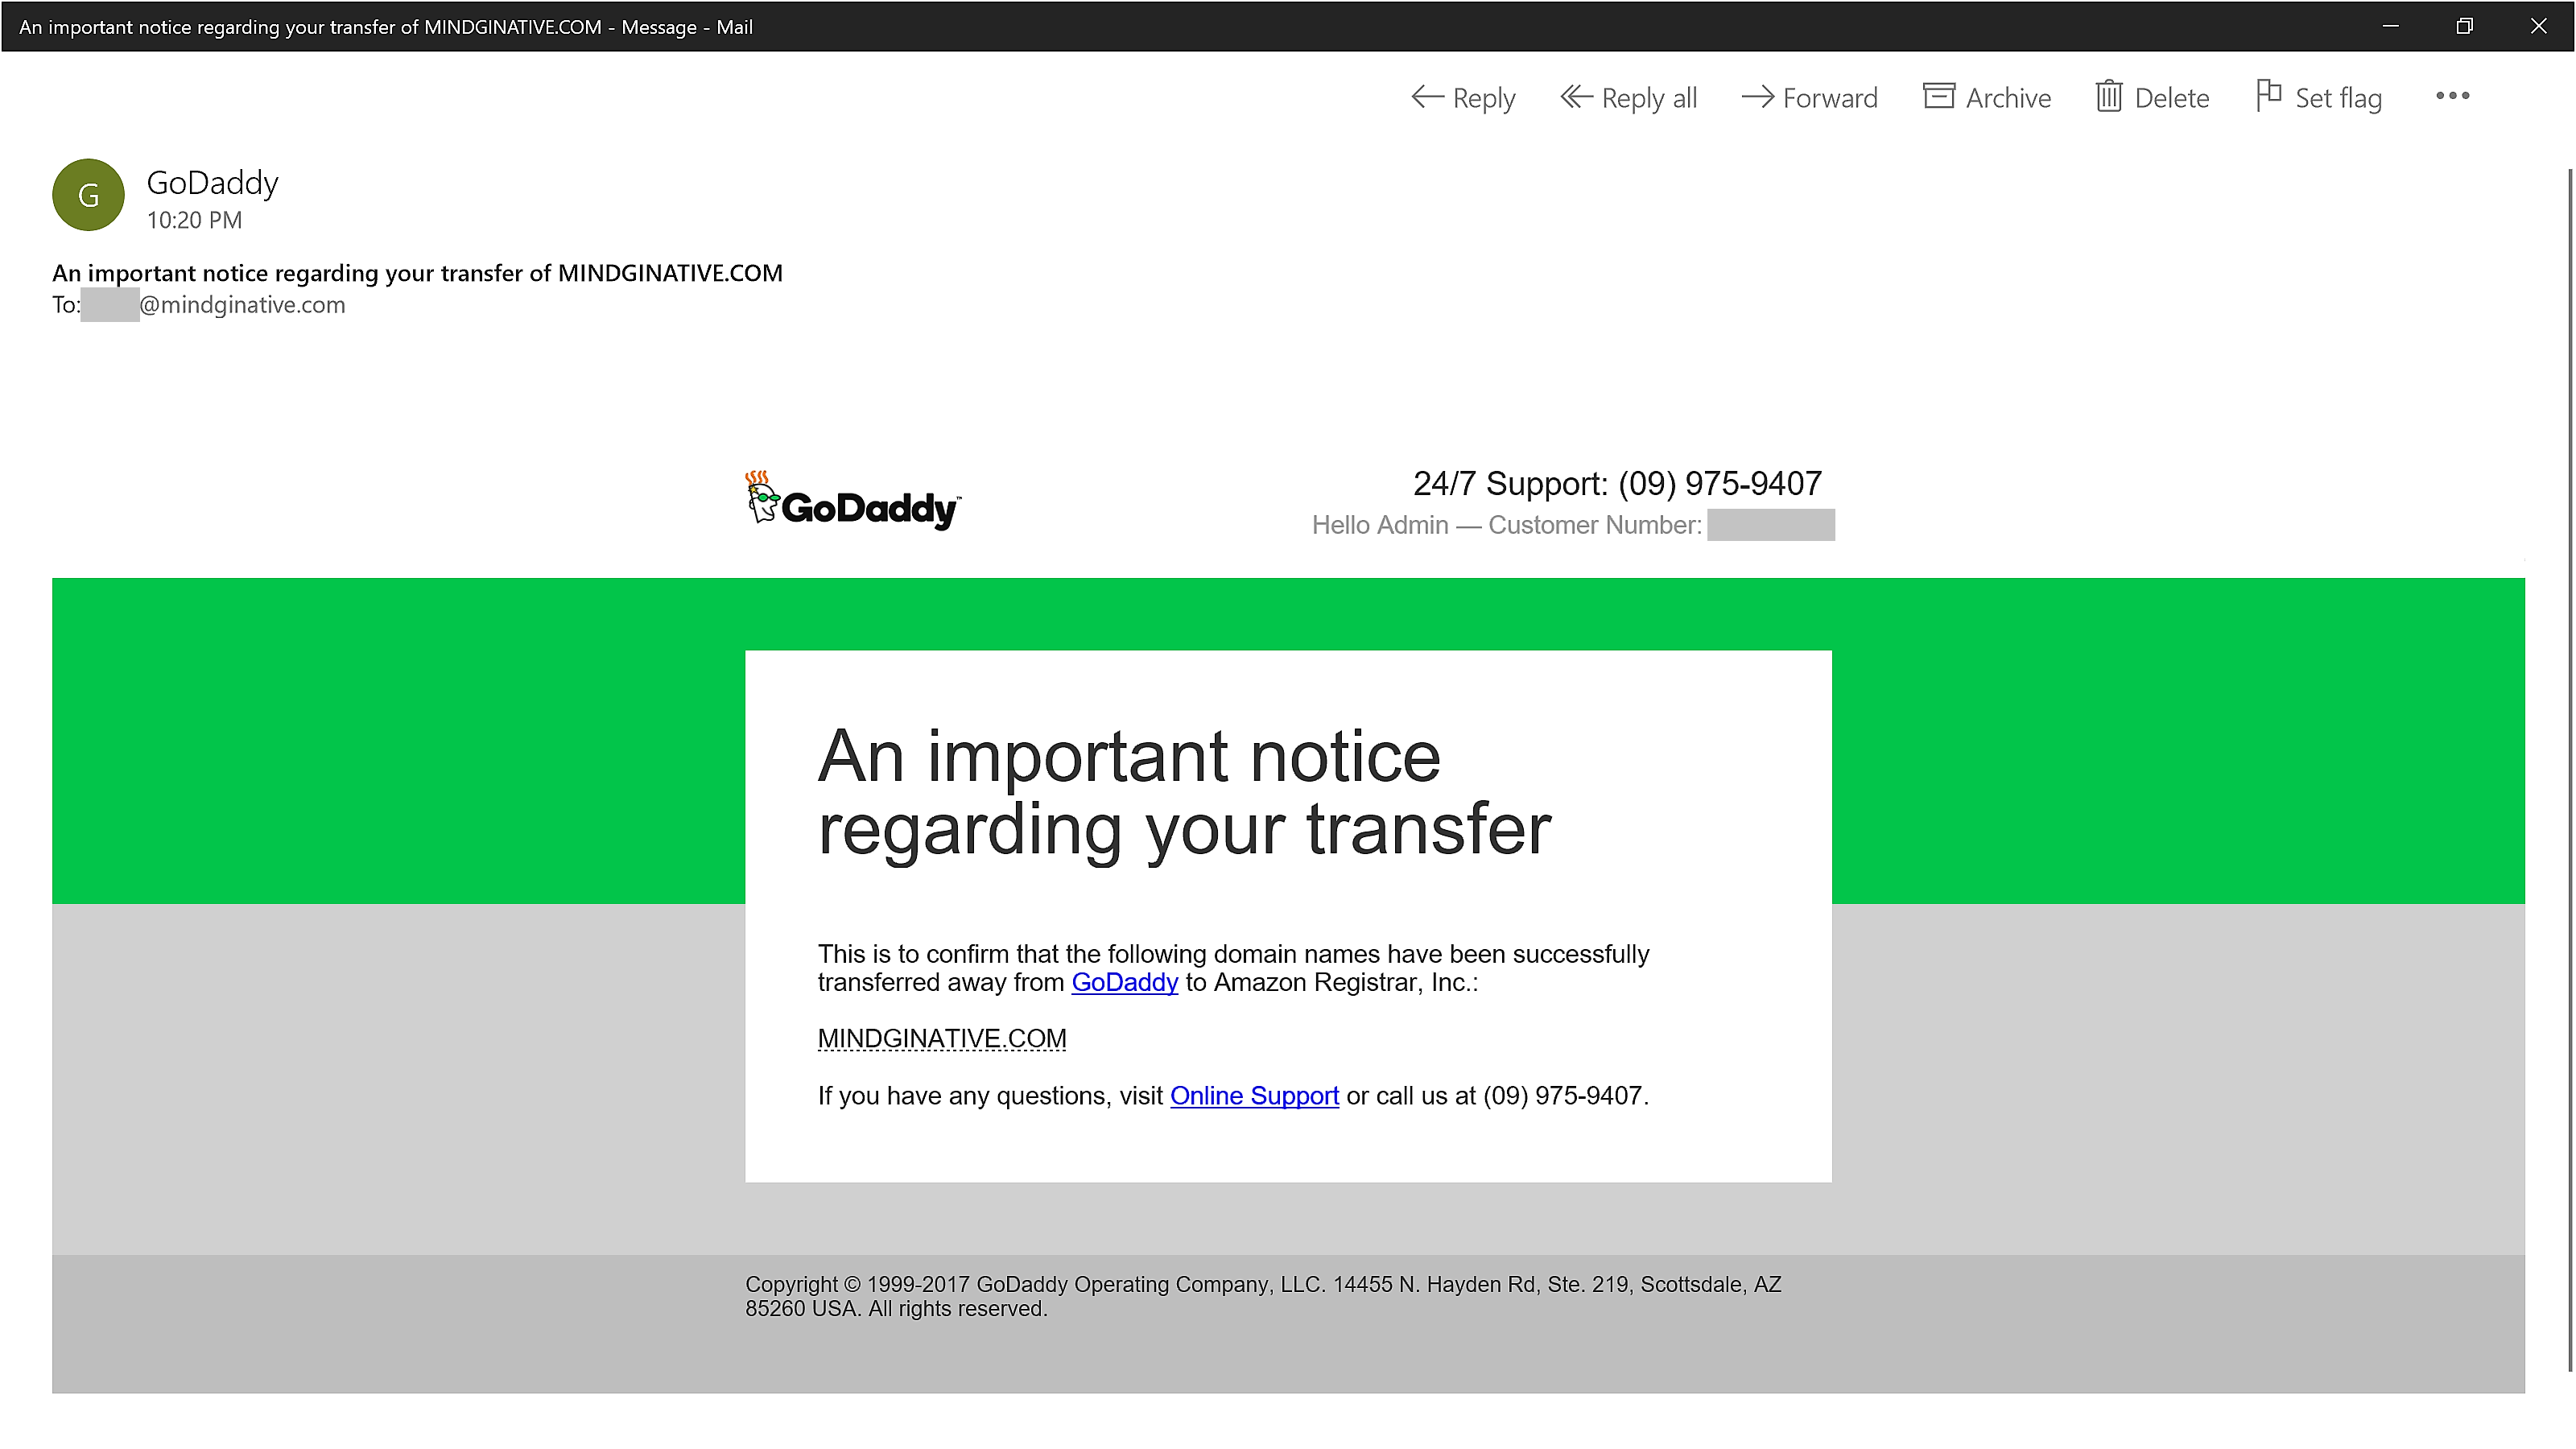 An important notice regarding your transfer of MINDGINATIVE.COM - Message - Mail
Reply Reply all Forward Archive Delete Set flag
G
GoDaddy
10:20 PM
An important notice regarding your transfer of MINDGINATIVE.COM
To: @mindginative.com
GoDaddy™
24/7 Support: (09) 975-9407
Hello Admin — Customer Number:
An important notice
regarding your transfer
This is to confirm that the following domain names have been successfully
transferred away from GoDaddy to Amazon Registrar, Inc.:
MINDGINATIVE.COM
If you have any questions, visit Online Support or call us at (09) 975-9407.
Copyright © 1999-2017 GoDaddy Operating Company, LLC. 14455 N. Hayden Rd, Ste. 219, Scottsdale, AZ
85260 USA. All rights reserved.